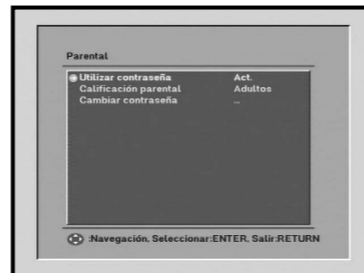 Parental
Utilizar contraseña Act.
Calificación parental Adultos
Cambiar contraseña ...
:Navegación, Seleccionar:ENTER, Salir:RETURN